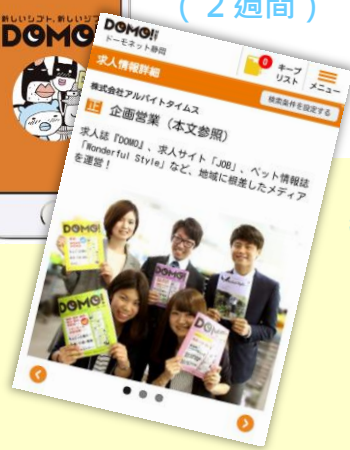 (2週間)
新しいシゴト、新しいジブン
DOMO!
DOMO!
ドーモネット静岡
0
キープ
リスト
メニュー
求人情報詳細
検索条件を設定する
株式会社アルバイトタイムス
正 企画営業(本文参照)
求人誌『DOMO』、求人サイト「JOB」、ペット情報誌
「Wonderful Style」など、地域に根差したメディア
を運営!
DOMO!
DOMO!
DOMO!
DOMO!